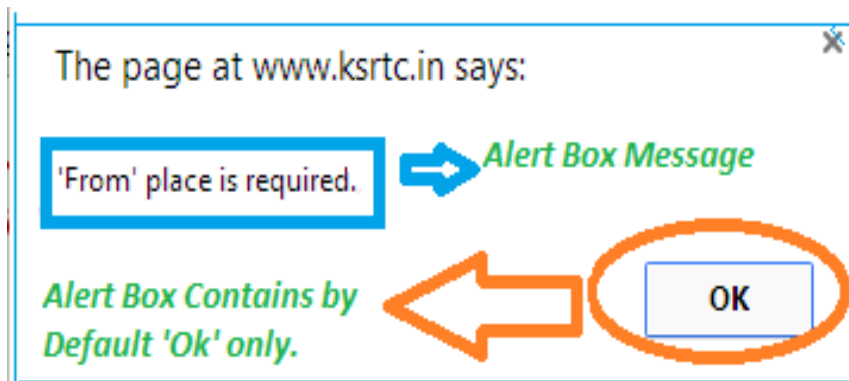 The page at www.ksrtc.in says:
'From' place is required.
Alert Box Message
Alert Box Contains by
Default 'Ok' only.
OK